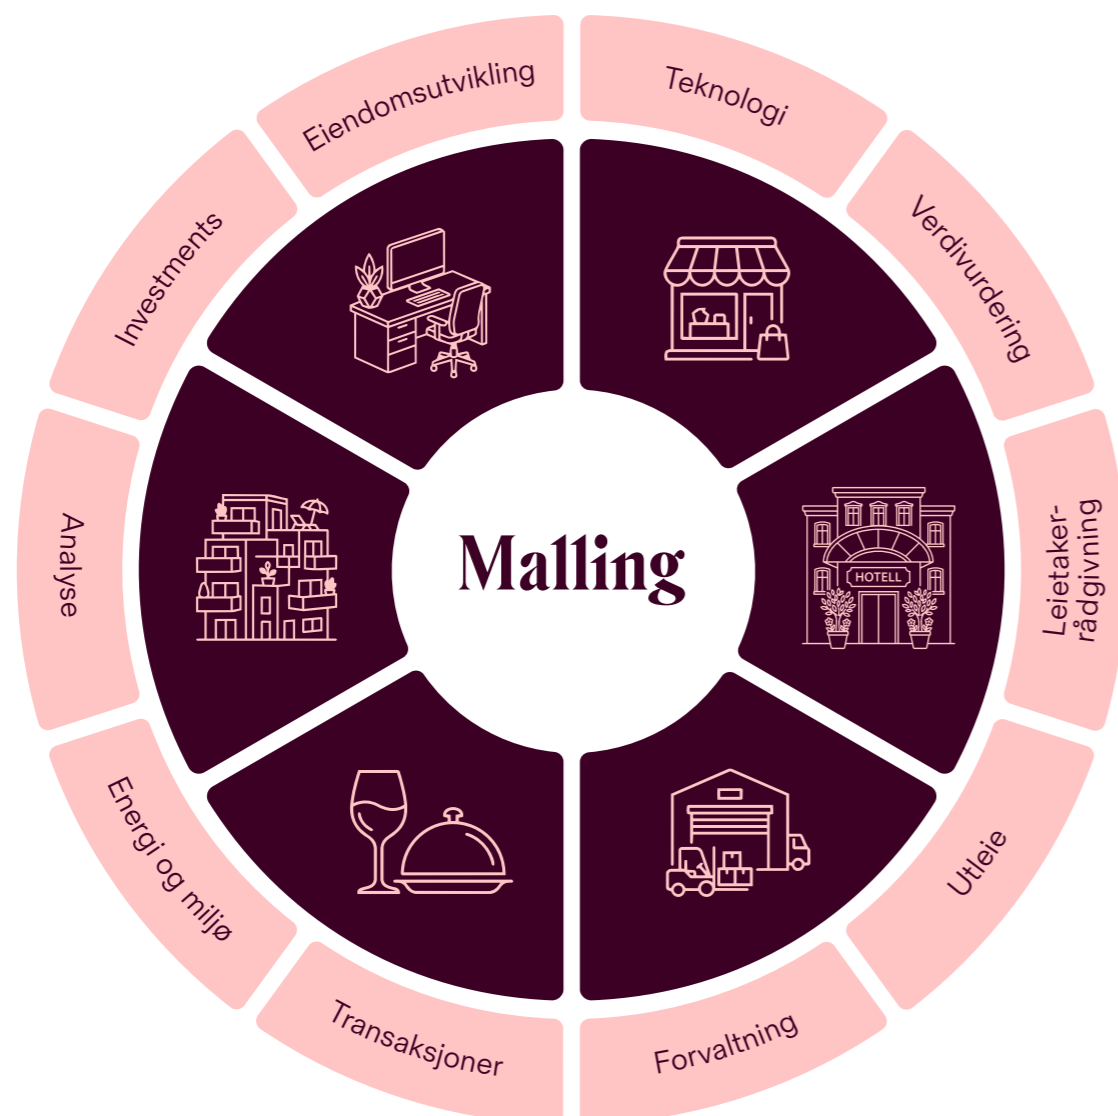 Eiendomsutvikling
Teknologi
Verdivurdering
Leietaker-
rådgivning
Utleie
Forvaltning
Transaksjoner
Energi og miljø
Analyse
Investments
HOTELL
Malling